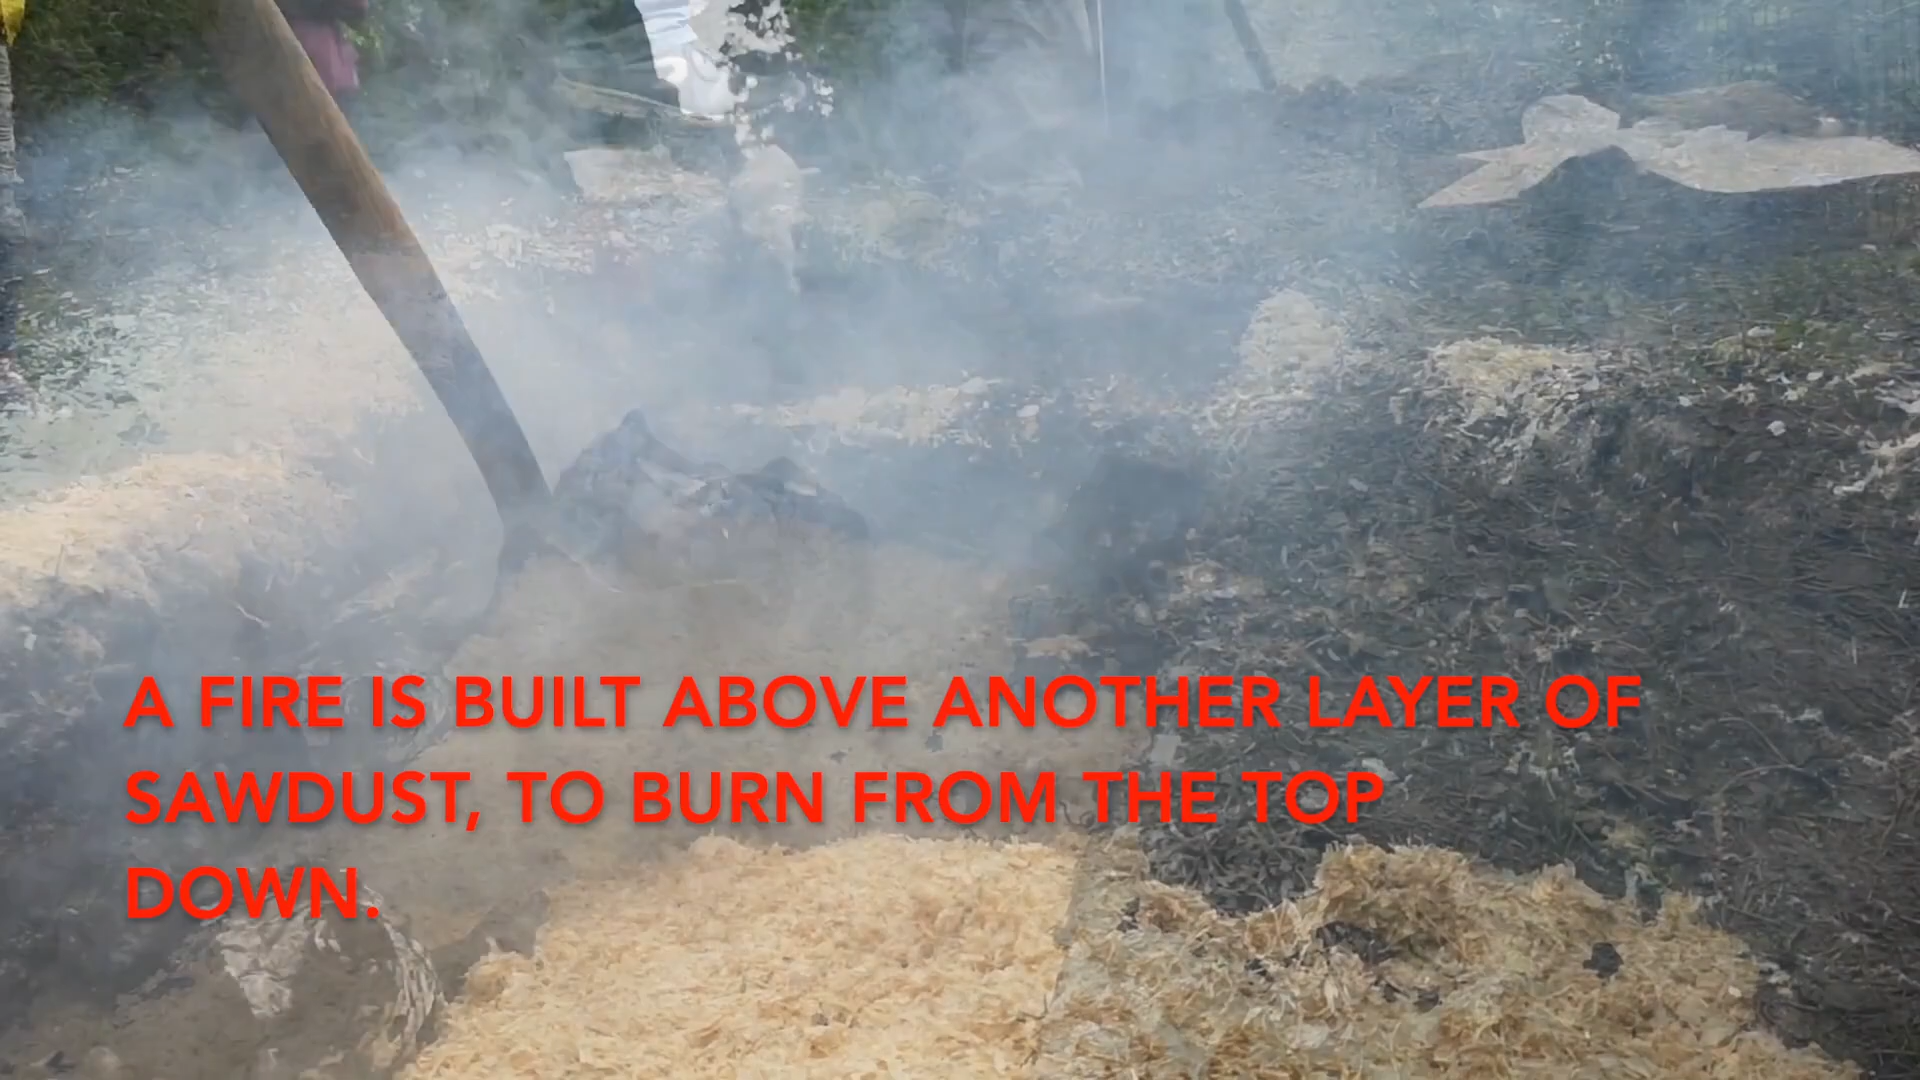 A FIRE IS BUILT ABOVE ANOTHER LAYER OF
SAWDUST, TO BURN FROM THE TOP
DOWN.